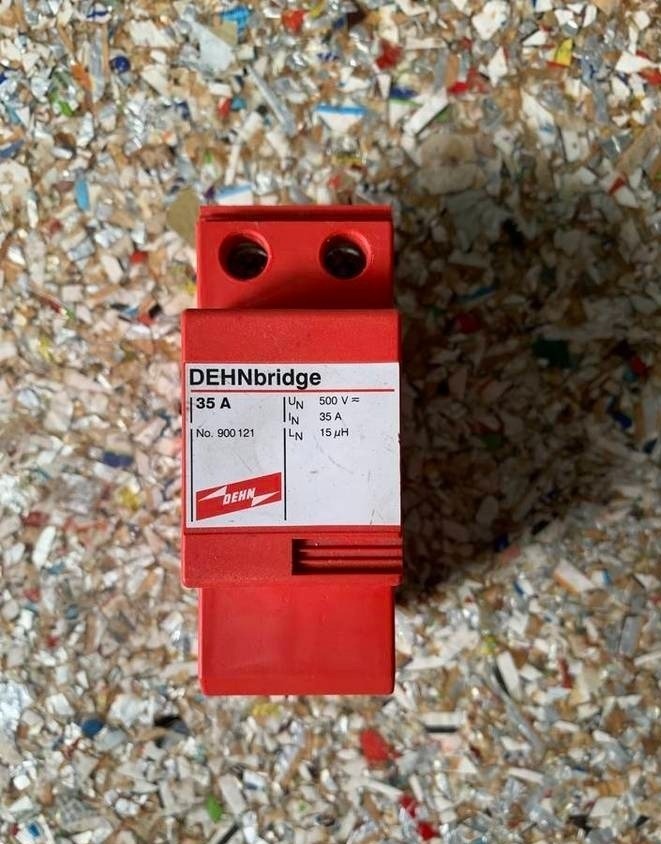 DEHNbridge
35 A
No. 900 121
UN 500 V ≂
IN 35 A
LN 15 µH
DEHN